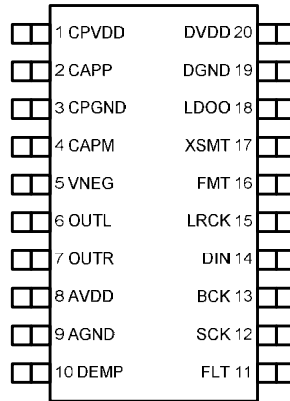 1 CPVDD DVDD 20
2 CAPP DGND 19
3 CPGND LDOO 18
4 CAPM XSMT 17
5 VNEG FMT 16
6 OUTL LRCK 15
7 OUTR DIN 14
8 AVDD BCK 13
9 AGND SCK 12
10 DEMP FLT 11